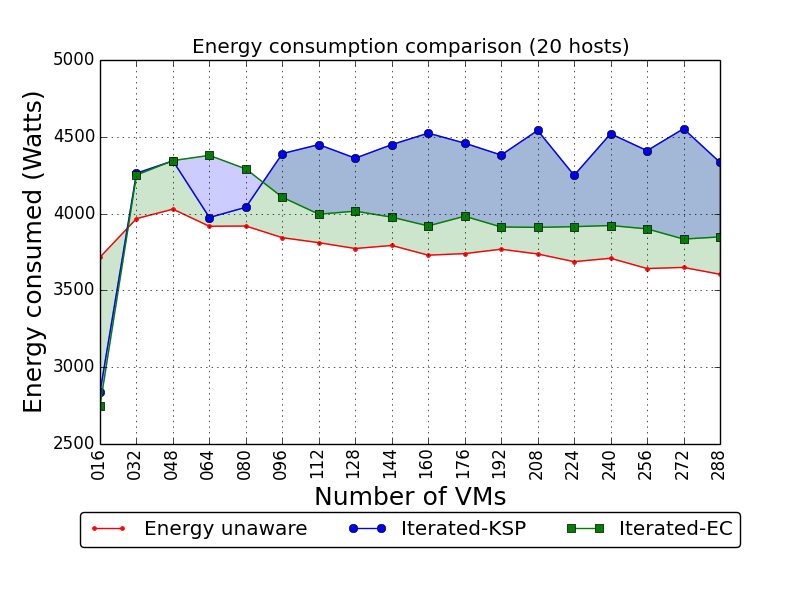 Energy consumption comparison (20 hosts)
5000
4500
4000
3500
3000
2500
Energy consumed (Watts)
016 032 048 064 080 096 112 128 144 160 176 192 208 224 240 256 272 288
Number of VMs
Energy unaware Iterated-KSP Iterated-EC